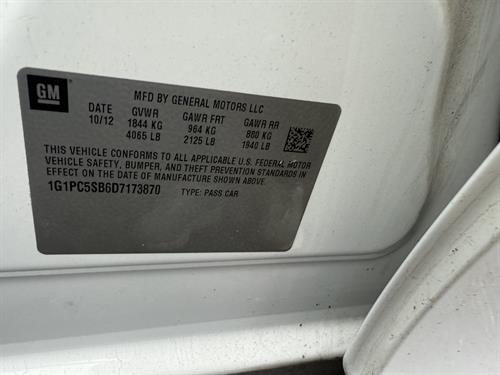 GM
MFD BY GENERAL MOTORS LLC
DATE GVWR GAWR FRT GAWR RR
10/12 1844 KG 964 KG 880 KG
4065 LB 2125 LB 1940 LB
THIS VEHICLE CONFORMS TO ALL APPLICABLE U.S. FEDERAL MOTOR
VEHICLE SAFETY, BUMPER, AND THEFT PREVENTION STANDARDS IN
EFFECT ON THE DATE OF MANUFACTURE SHOWN ABOVE.
1G1PC5SB6D7173870 TYPE: PASS CAR